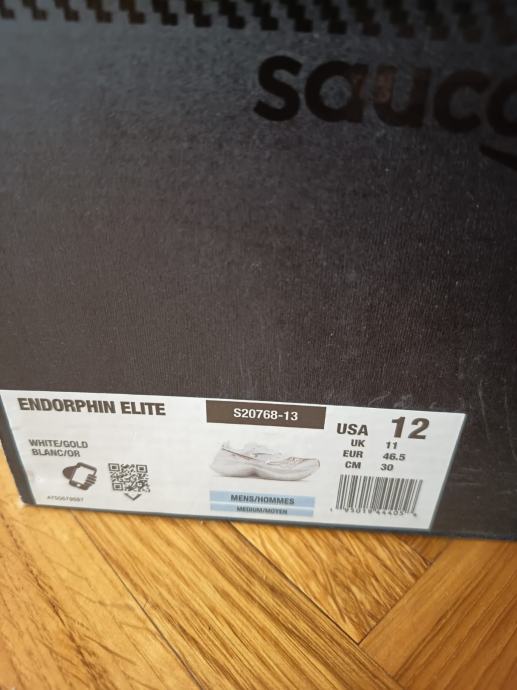 sauco
ENDORPHIN ELITE
S20768-13
WHITE/GOLD
BLANC/OR
USA 12
UK 11
EUR 46.5
CM 30
MENS/HOMMES
MEDIUM/MOYEN